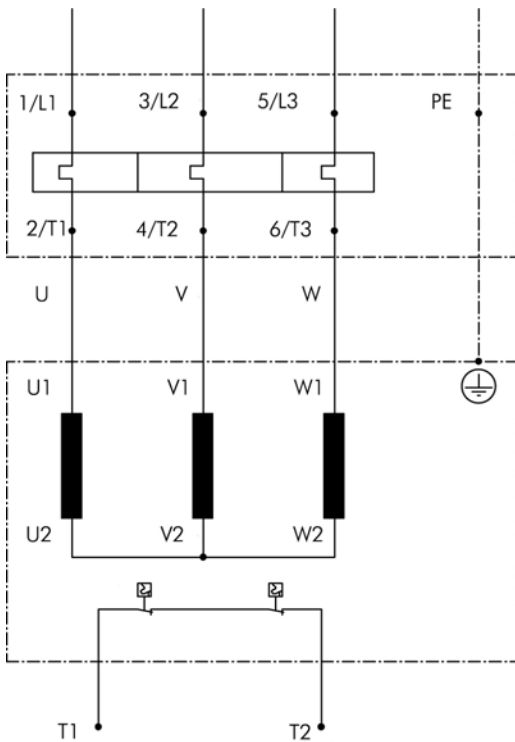 1/L1 3/L2 5/L3 PE
2/T1 4/T2 6/T3
U V W
U1 V1 W1
U2 V2 W2
T1 T2